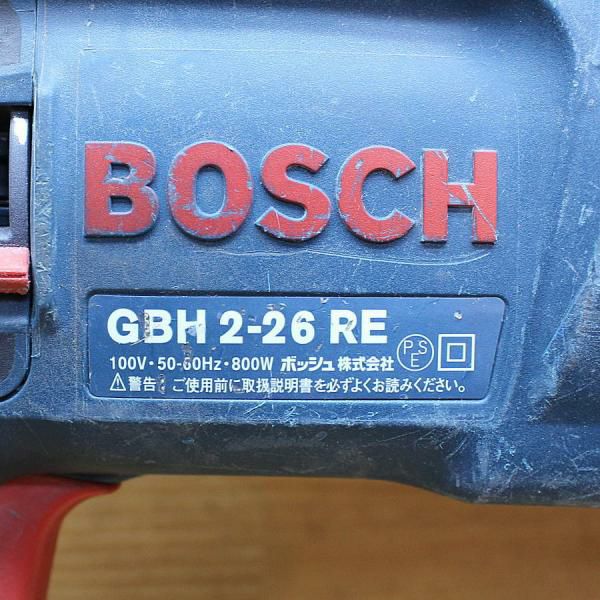 BOSCH
GBH 2-26 RE
100V・50-60Hz・800W ボッシュ株式会社
PSE
⚠警告：ご使用前に取扱説明書を必ずよくお読みください。